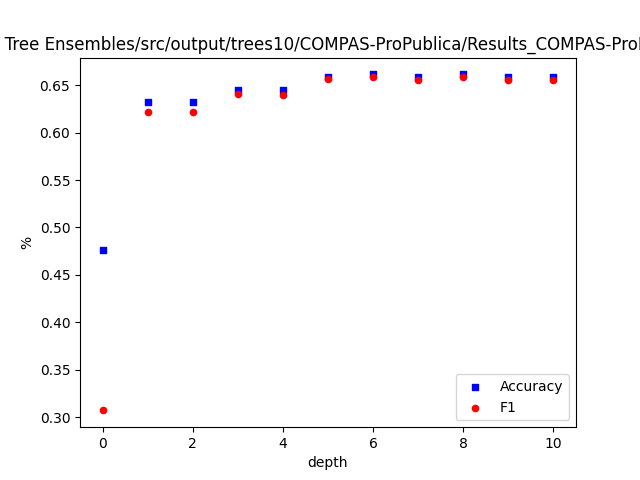 Tree Ensembles/src/output/trees10/COMPAS-ProPublica/Results_COMPAS-ProP
0.65
0.60
0.55
0.50
0.45
0.40
0.35
0.30
%
0 2 4 6 8 10
depth
Accuracy
F1